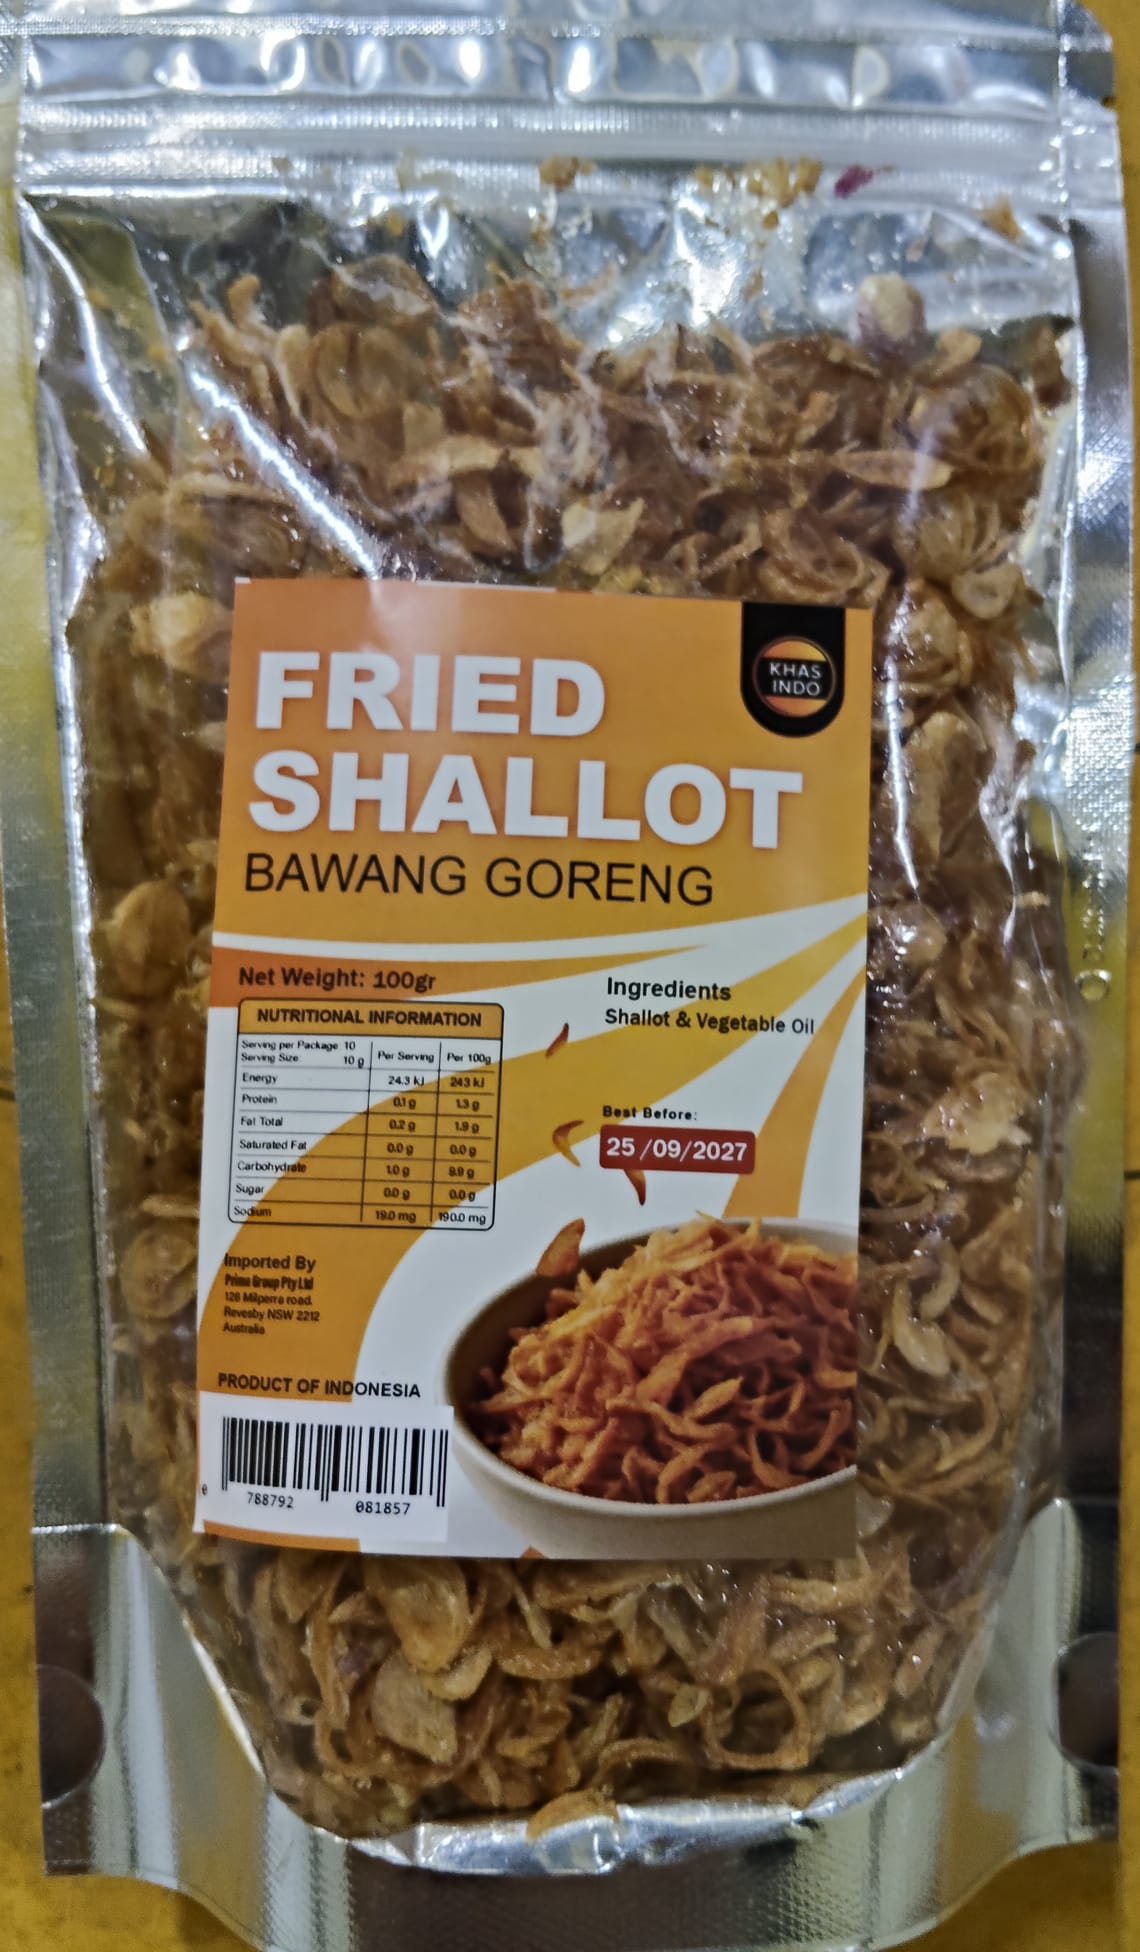 KHAS
INDO
FRIED
SHALLOT
BAWANG GORENG
Net Weight: 100gr
NUTRITIONAL INFORMATION
Serving per Package 10
Serving Size 10 g Per Serving Per 100g
Energy 24.3 kJ 243 kJ
Protein 0.1 g 1.3 g
Fat Total 0.2 g 1.9 g
Saturated Fat 0.0 g 0.0 g
Carbohydrate 1.0 g 9.9 g
Sugar 0.0 g 0.0 g
Sodium 19.0 mg 190.0 mg
Ingredients
Shallot & Vegetable Oil
Best Before:
25/09/2027
Imported By
Prima Group Pty Ltd
128 Milperra road.
Revesby NSW 2212
Australia
PRODUCT OF INDONESIA
0 788792 081857